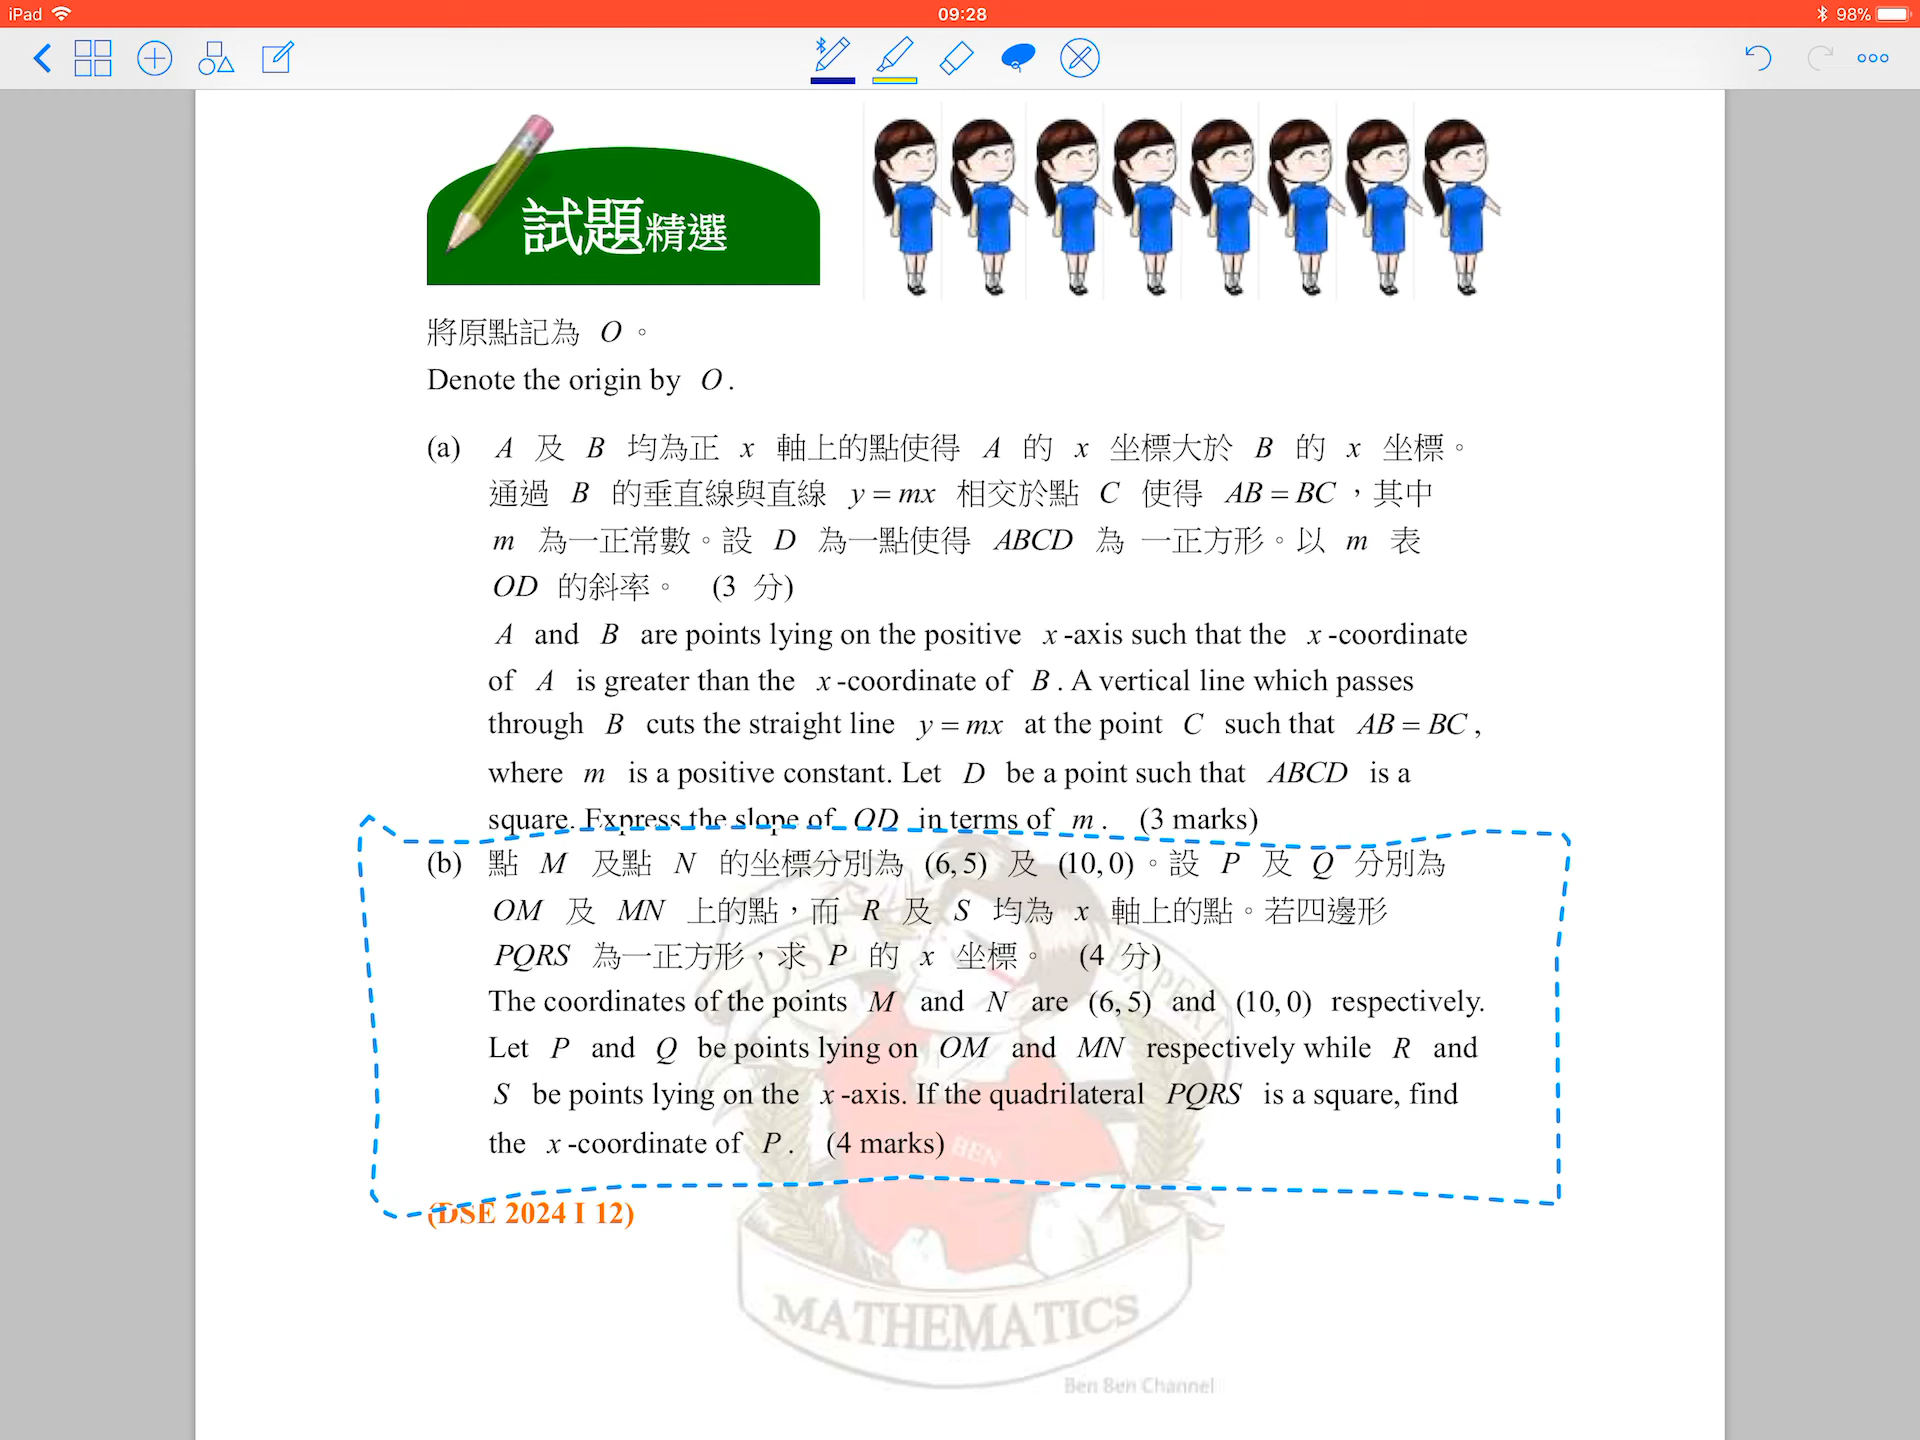 iPad
09:28
98%
試題精選
將原點記為 O。
Denote the origin by O.
(a) A 及 B 均為正 x 軸上的點使得 A 的 x 坐標大於 B 的 x 坐標。
通過 B 的垂直線與直線 y = mx 相交於點 C 使得 AB = BC，其中
m 為一正常數。設 D 為一點使得 ABCD 為 一正方形。以 m 表
OD 的斜率。 (3 分)
A and B are points lying on the positive x-axis such that the x-coordinate
of A is greater than the x-coordinate of B. A vertical line which passes
through B cuts the straight line y = mx at the point C such that AB = BC,
where m is a positive constant. Let D be a point such that ABCD is a
square. Express the slope of OD in terms of m. (3 marks)
(b) 點 M 及點 N 的坐標分別為 (6, 5) 及 (10, 0)。設 P 及 Q 分別為
OM 及 MN 上的點，而 R 及 S 均為 x 軸上的點。若四邊形
PQRS 為一正方形，求 P 的 x 坐標。 (4 分)
The coordinates of the points M and N are (6, 5) and (10, 0) respectively.
Let P and Q be points lying on OM and MN respectively while R and
S be points lying on the x-axis. If the quadrilateral PQRS is a square, find
the x-coordinate of P. (4 marks)
(DSE 2024 I 12)
DSE EXPERT
BEN
MATHEMATICS
Ben Ben Channel